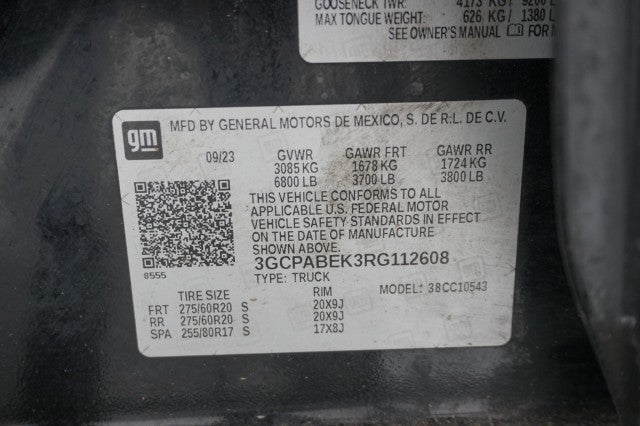 GOOSENECK TWR: 4173 KG / 9200 L
MAX TONGUE WEIGHT: 626 KG / 1380 L
SEE OWNER'S MANUAL FOR
gm
MFD BY GENERAL MOTORS DE MEXICO, S. DE R.L. DE C.V.
09/23 GVWR GAWR FRT GAWR RR
3085 KG 1678 KG 1724 KG
6800 LB 3700 LB 3800 LB
THIS VEHICLE CONFORMS TO ALL
APPLICABLE U.S. FEDERAL MOTOR
VEHICLE SAFETY STANDARDS IN EFFECT
ON THE DATE OF MANUFACTURE
SHOWN ABOVE.
8555
3GCPABEK3RG112608
TYPE: TRUCK MODEL: 38CC10543
TIRE SIZE RIM
FRT 275/60R20 S 20X9J
RR 275/60R20 S 20X9J
SPA 255/80R17 S 17X8J